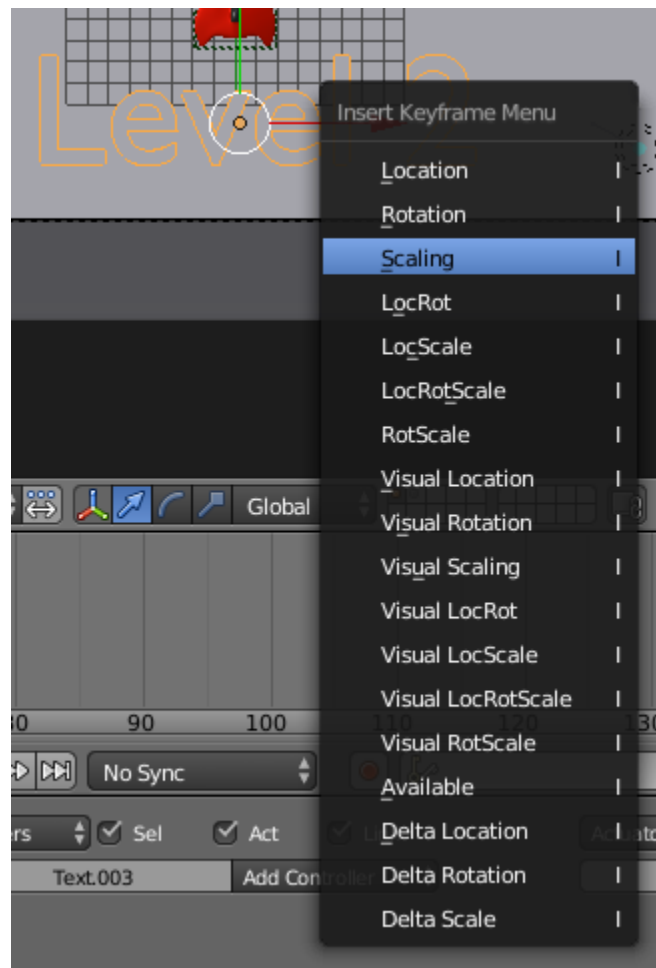 Level 2
Insert Keyframe Menu
Location I
Rotation I
Scaling I
LocRot I
LocScale I
LocRotScale I
RotScale I
Visual Location I
Global
Visual Rotation I
Visual Scaling I
Visual LocRot I
Visual LocScale I
Visual LocRotScale I
90 100 110 120 130
Visual RotScale I
No Sync
Available I
Sel Act
Delta Location I
Text.003 Add Controller
Delta Rotation I
Delta Scale I